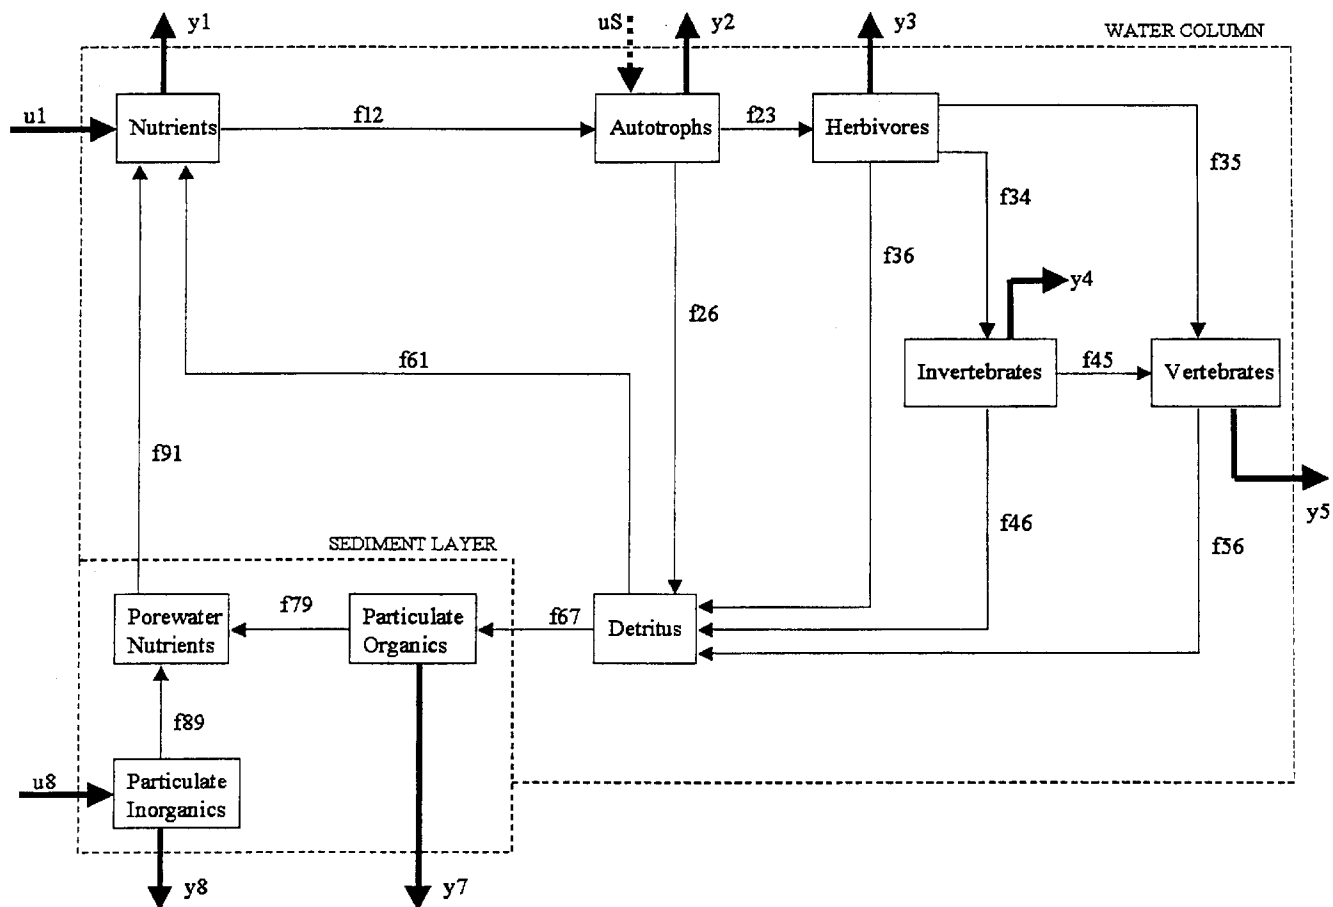 y1
uS
y2
y3
WATER COLUMN
u1
Nutrients
f12
Autotrophs
f23
Herbivores
f35
f34
f36
y4
f26
f61
Invertebrates
f45
Vertebrates
f91
y5
f46
f56
SEDIMENT LAYER
Porewater
Nutrients
f79
Particulate
Organics
f67
Detritus
f89
u8
Particulate
Inorganics
y8
y7